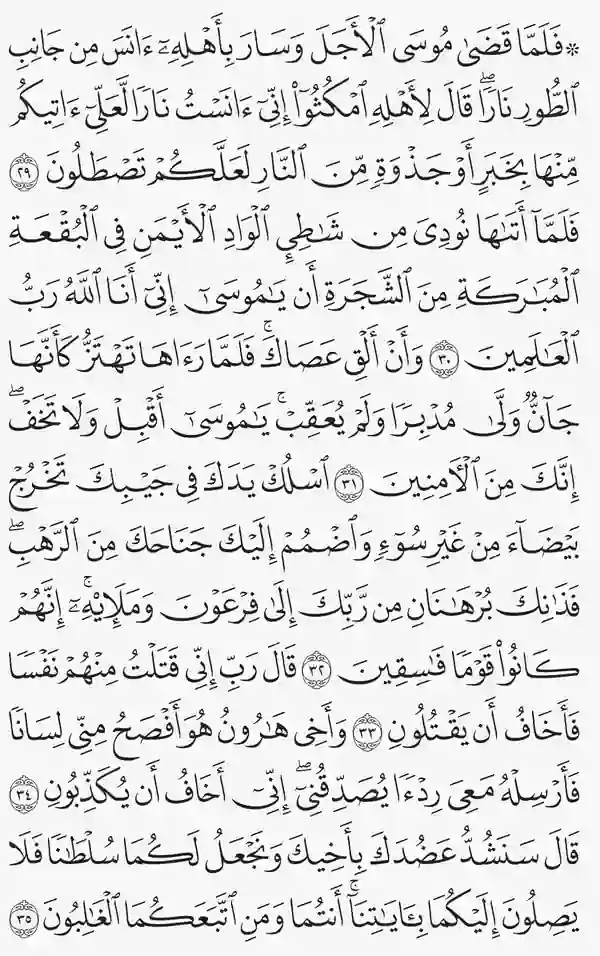 ۞ فَلَمَّا قَضَىٰ مُوسَى ٱلۡأَجَلَ وَسَارَ بِأَهۡلِهِۦٓ ءَانَسَ مِن جَانِبِ
ٱلطُّورِ نَارٗاۖ قَالَ لِأَهۡلِهِ ٱمۡكُثُوٓاْ إِنِّيٓ ءَانَسۡتُ نَارٗا لَّعَلِّيٓ ءَاتِيكُم
مِّنۡهَا بِخَبَرٍ أَوۡ جَذۡوَةٖ مِّنَ ٱلنَّارِ لَعَلَّكُمۡ تَصۡطَلُونَ ٢٩
فَلَمَّآ أَتَىٰهَا نُودِيَ مِن شَٰطِيِٕ ٱلۡوَادِ ٱلۡأَيۡمَنِ فِي ٱلۡبُقۡعَةِ
ٱلۡمُبَٰرَكَةِ مِنَ ٱلشَّجَرَةِ أَن يَٰمُوسَىٰٓ إِنِّيٓ أَنَا ٱللَّهُ رَبُّ
ٱلۡعَٰلَمِينَ ٣٠ وَأَنۡ أَلۡقِ عَصَاكَۚ فَلَمَّا رَءَاهَا تَهۡتَزُّ كَأَنَّهَا
جَآنّٞ وَلَّىٰ مُدۡبِرٗا وَلَمۡ يُعَقِّبۡۚ يَٰمُوسَىٰٓ أَقۡبِلۡ وَلَا تَخَفۡۖ
إِنَّكَ مِنَ ٱلۡأٓمِنِينَ ٣١ ٱسۡلُكۡ يَدَكَ فِي جَيۡبِكَ تَخۡرُجۡ
بَيۡضَآءَ مِنۡ غَيۡرِ سُوٓءٖ وَٱضۡمُمۡ إِلَيۡكَ جَنَاحَكَ مِنَ ٱلرَّهۡبِۖ
فَذَٰنِكَ بُرۡهَٰنَانِ مِن رَّبِّكَ إِلَىٰ فِرۡعَوۡنَ وَمَلَإِيْهِۦٓۚ إِنَّهُمۡ
كَانُواْ قَوۡمٗا فَٰسِقِينَ ٣٢ قَالَ رَبِّ إِنِّي قَتَلۡتُ مِنۡهُمۡ نَفۡسٗا
فَأَخَافُ أَن يَقۡتُلُونِ ٣٣ وَأَخِي هَٰرُونُ هُوَ أَفۡصَحُ مِنِّي لِسَانٗا
فَأَرۡسِلۡهُ مَعِيَ رِدۡءٗا يُصَدِّقُنِيٓۖ إِنِّيٓ أَخَافُ أَن يُكَذِّبُونِ ٣٤
قَالَ سَنَشُدُّ عَضُدَكَ بِأَخِيكَ وَنَجۡعَلُ لَكُمَا سُلۡطَٰنٗا فَلَا
يَصِلُونَ إِلَيۡكُمَا بِـَٔايَٰتِنَآۚ أَنتُمَا وَمَنِ ٱتَّبَعَكُمَا ٱلۡغَٰلِبُونَ ٣٥